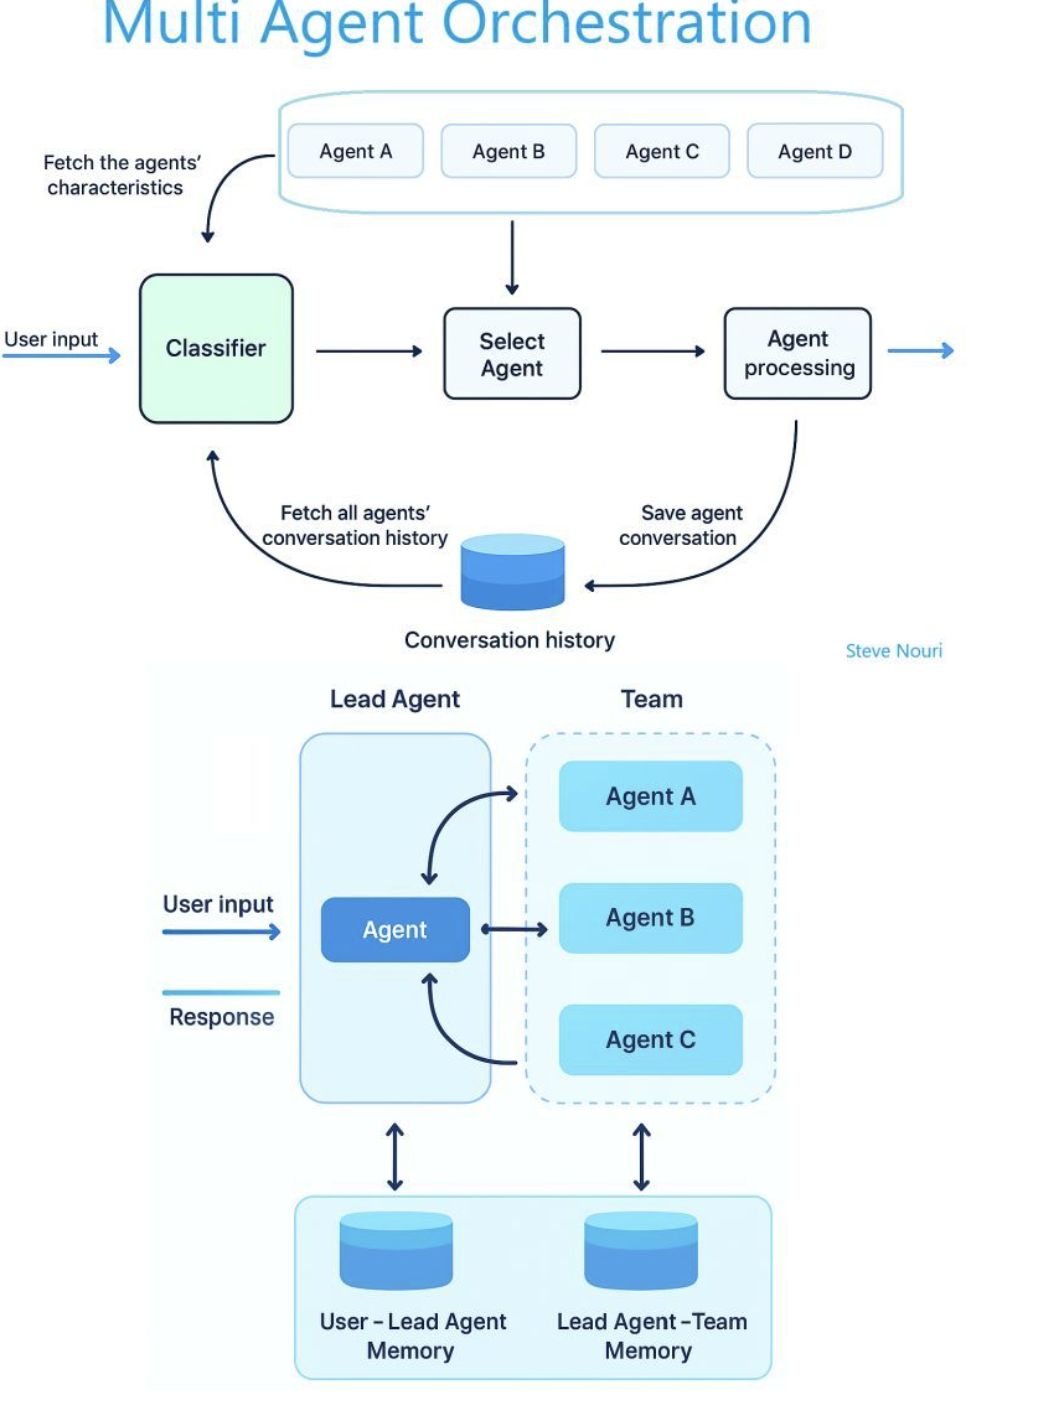 Multi Agent Orchestration
Agent A
Agent B
Agent C
Agent D
Fetch the agents'
characteristics
User input
Classifier
Select
Agent
Agent
processing
Fetch all agents'
conversation history
Save agent
conversation
Conversation history
Steve Nouri
Lead Agent
Team
Agent A
User input
Agent
Agent B
Response
Agent C
User – Lead Agent
Memory
Lead Agent –Team
Memory